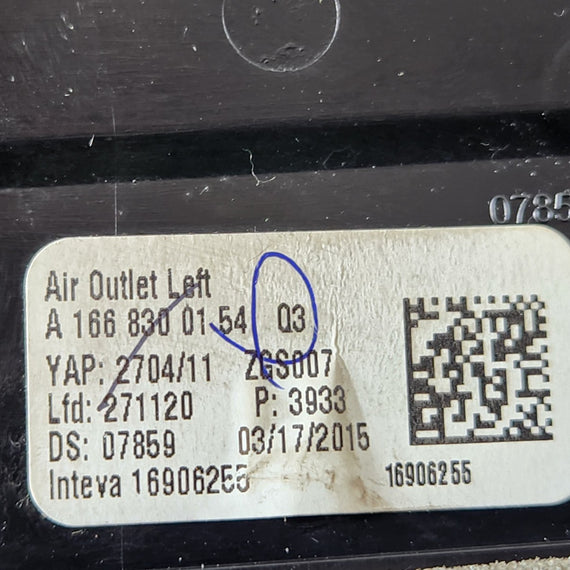 0785
Air Outlet Left
A 166 830 01 54 Q3
YAP: 2704/11 ZGS007
Lfd: 271120 P: 3933
DS: 07859 03/17/2015
Inteva 16906255 16906255